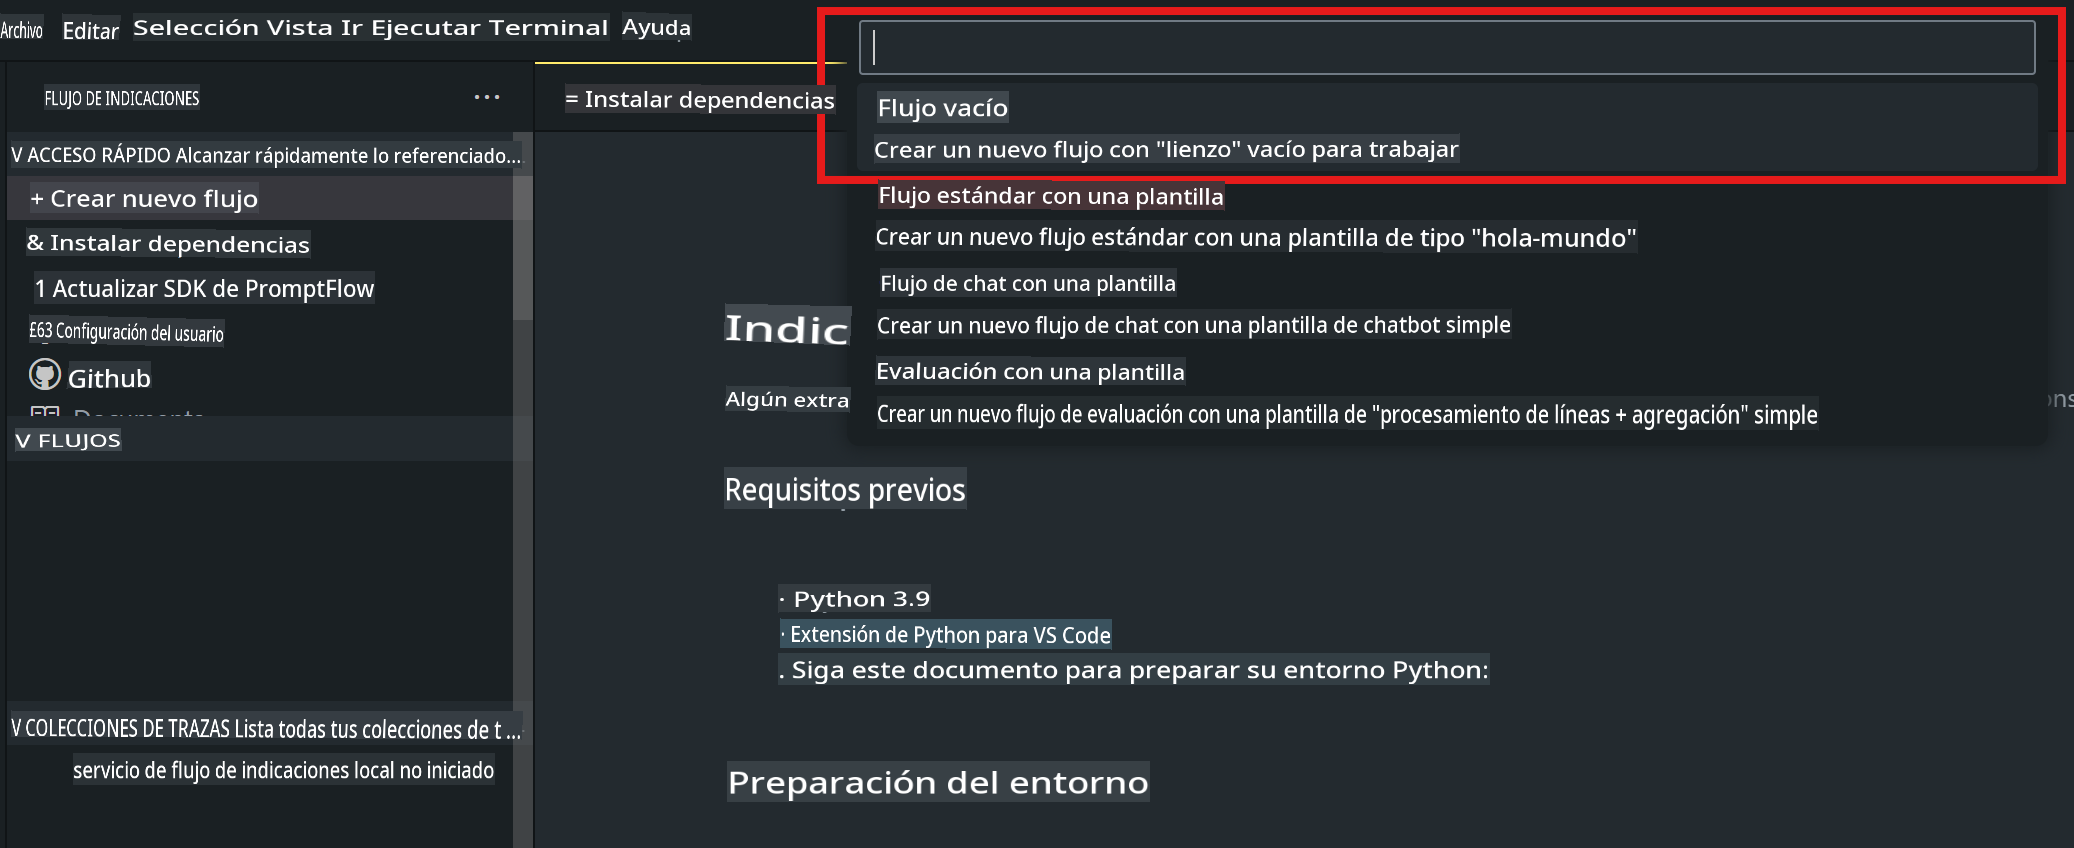 Archivo Editar Selección Vista Ir Ejecutar Terminal Ayuda
FLUJO DE INDICACIONES ...
V ACCESO RÁPIDO Alcanzar rápidamente lo referenciado...
+ Crear nuevo flujo
& Instalar dependencias
1 Actualizar SDK de PromptFlow
£63 Configuración del usuario
Github
V FLUJOS
V COLECCIONES DE TRAZAS Lista todas tus colecciones de t ...
servicio de flujo de indicaciones local no iniciado
= Instalar dependencias
Flujo vacío
Crear un nuevo flujo con "lienzo" vacío para trabajar
Flujo estándar con una plantilla
Crear un nuevo flujo estándar con una plantilla de tipo "hola-mundo"
Flujo de chat con una plantilla
Crear un nuevo flujo de chat con una plantilla de chatbot simple
Evaluación con una plantilla
Crear un nuevo flujo de evaluación con una plantilla de "procesamiento de líneas + agregación" simple
Indic
Algún extra
Requisitos previos
· Python 3.9
· Extensión de Python para VS Code
. Siga este documento para preparar su entorno Python:
Preparación del entorno